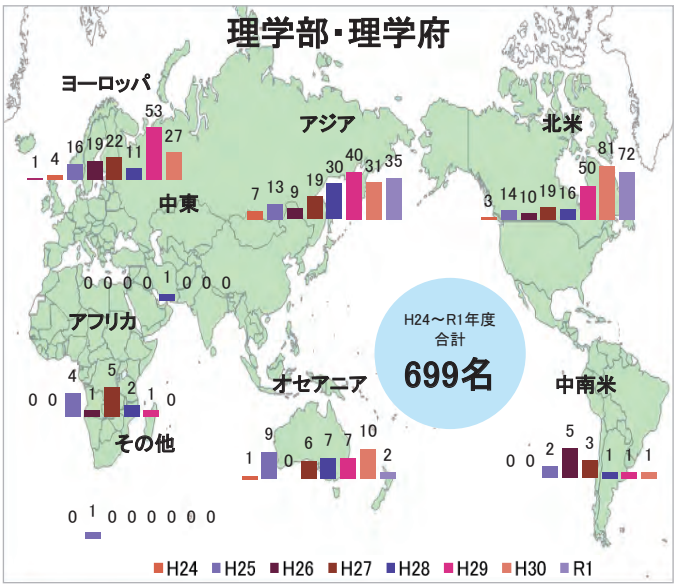 理学部・理学府
ヨーロッパ
1 4 16 19 22 11 53 27
アジア
7 13 9 19 30 40 31 35
北米
3 14 10 19 16 50 81 72
中東
0 0 0 0 1 0 0 0
アフリカ
0 0 4 1 5 2 1 0
H24～R1年度
合計
699名
オセアニア
1 9 0 6 7 7 10 2
中南米
0 0 2 5 3 1 1 1
その他
0 1 0 0 0 0 0 0
H24 H25 H26 H27 H28 H29 H30 R1